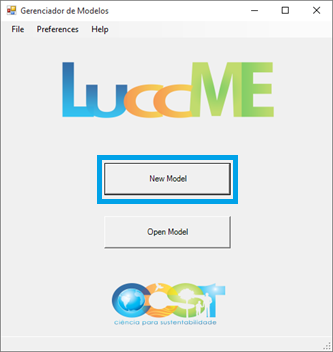 Gerenciador de Modelos
File Preferences Help
LuccME
New Model
Open Model
CCST
ciência para sustentabilidade